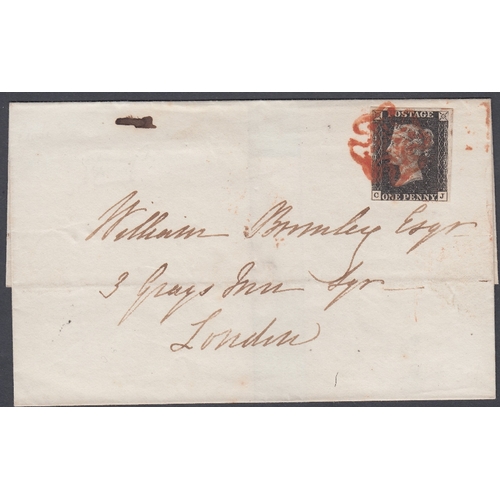 POSTAGE
C J
ONE PENNY
William Bromley Esqr
3 Grays Inn Sqr
London